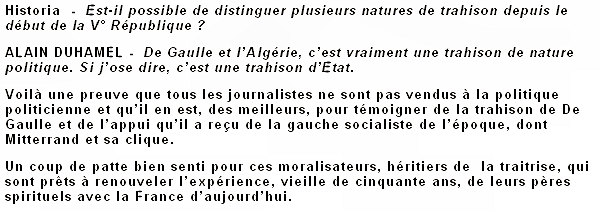 Historia - Est-il possible de distinguer plusieurs natures de trahison depuis le
début de la V° République ?
ALAIN DUHAMEL - De Gaulle et l'Algérie, c'est vraiment une trahison de nature
politique. Si j'ose dire, c'est une trahison d'Etat.
Voilà une preuve que tous les journalistes ne sont pas vendus à la politique
politicienne et qu'il en est, des meilleurs, pour témoigner de la trahison de De
Gaulle et de l'appui qu'il a reçu de la gauche socialiste de l'époque, dont
Mitterrand et sa clique.
Un coup de patte bien senti pour ces moralisateurs, héritiers de la traitrise, qui
sont prêts à renouveler l'expérience, vieille de cinquante ans, de leurs pères
spirituels avec la France d'aujourd'hui.